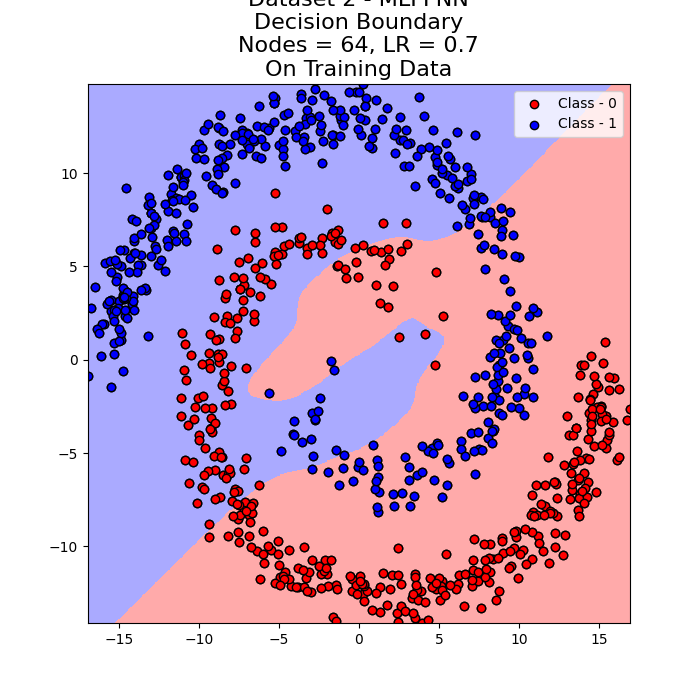 Dataset 2 - MLFFNN
Decision Boundary
Nodes = 64, LR = 0.7
On Training Data
Class - 0
Class - 1
10
5
0
−5
−10
−15
−10
−5
0
5
10
15